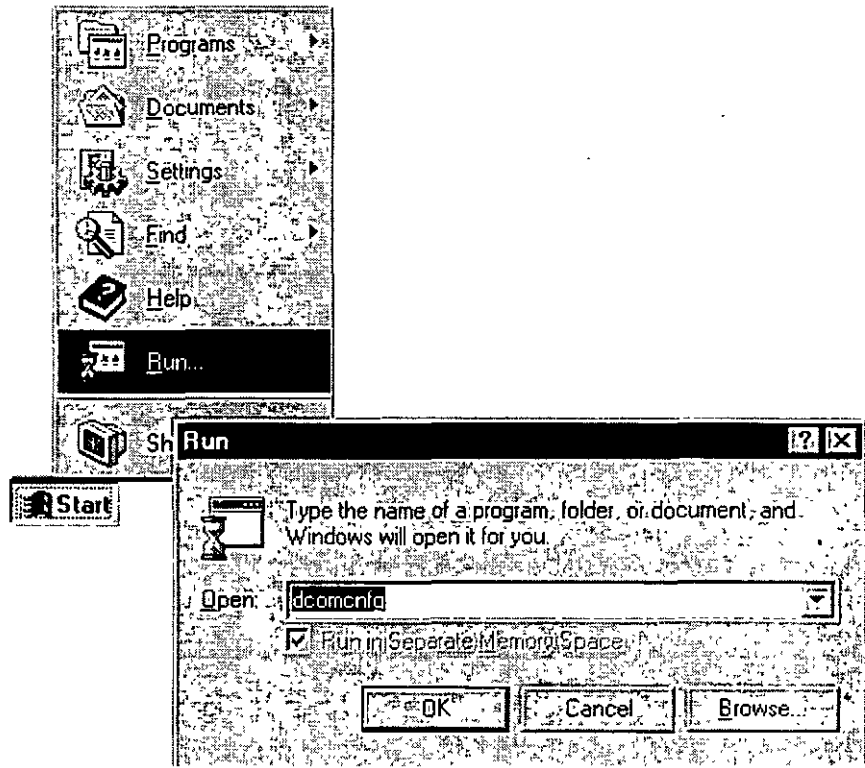 Programs
Documents
Settings
Find
Help
Run...
Sh
Start
Run
Type the name of a program, folder, or document, and
Windows will open it for you.
Open:
dcomcnfg
Run in Separate Memory Space
OK
Cancel
Browse...